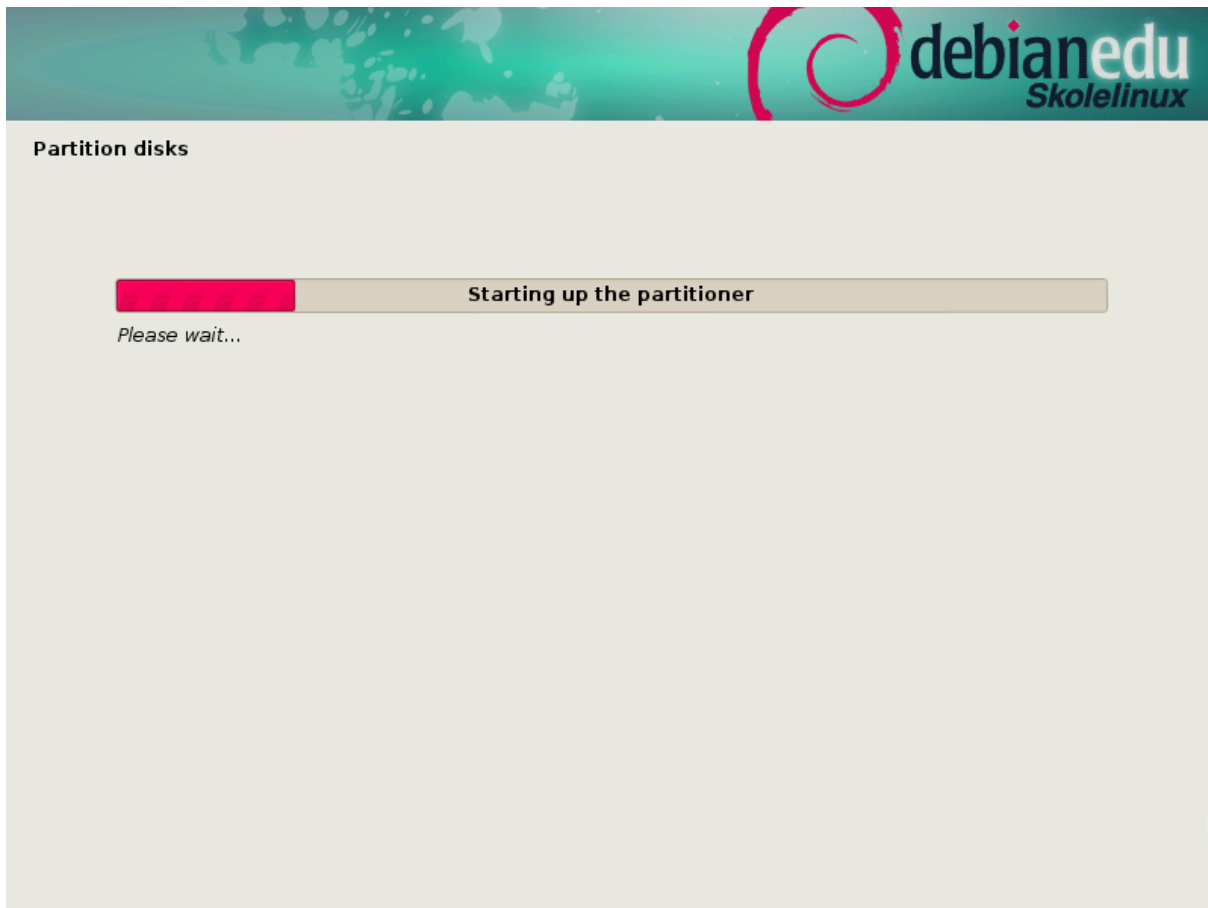 debianedu
Skolelinux
Partition disks
Starting up the partitioner
Please wait...